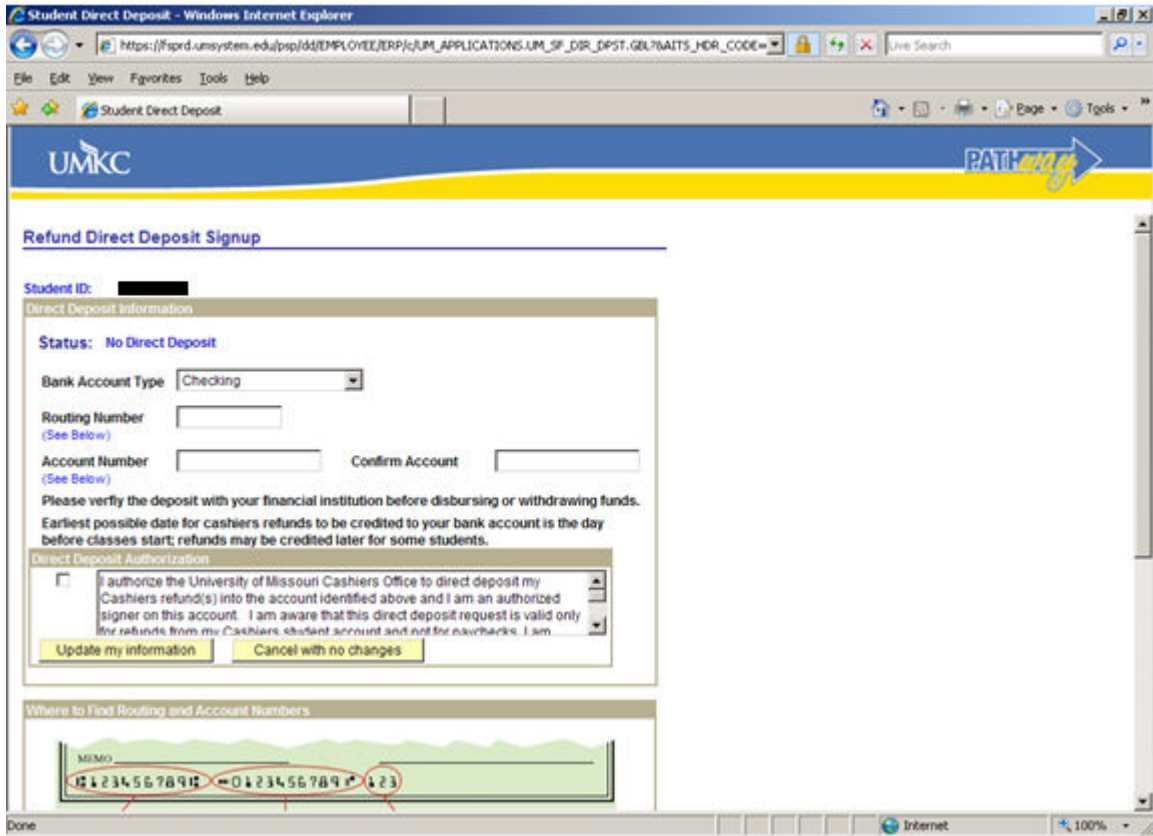 Student Direct Deposit - Windows Internet Explorer
https://fsprd.umsystem.edu/psp/dd/EMPLOYEE/ERP/c/UM_APPLICATIONS.UM_SF_DIR_DPST.GBL?&AITS_HDR_CODE=
Live Search
File Edit View Favorites Tools Help
Student Direct Deposit
Page Tools
UMKC
PATHway
Refund Direct Deposit Signup
Student ID:
Direct Deposit Information
Status: No Direct Deposit
Bank Account Type Checking
Routing Number
(See Below)
Account Number Confirm Account
(See Below)
Please verfiy the deposit with your financial institution before disbursing or withdrawing funds.
Earliest possible date for cashiers refunds to be credited to your bank account is the day
before classes start; refunds may be credited later for some students.
Direct Deposit Authorization
I authorize the University of Missouri Cashiers Office to direct deposit my
Cashiers refund(s) into the account identified above and I am an authorized
signer on this account. I am aware that this direct deposit request is valid only
for refunds from my Cashiers student account and not for paychecks. I am
Update my information Cancel with no changes
Where to Find Routing and Account Numbers
MEMO
⑆123456789⑆ ⑉0123456789⑈ 123
Done Internet 100%